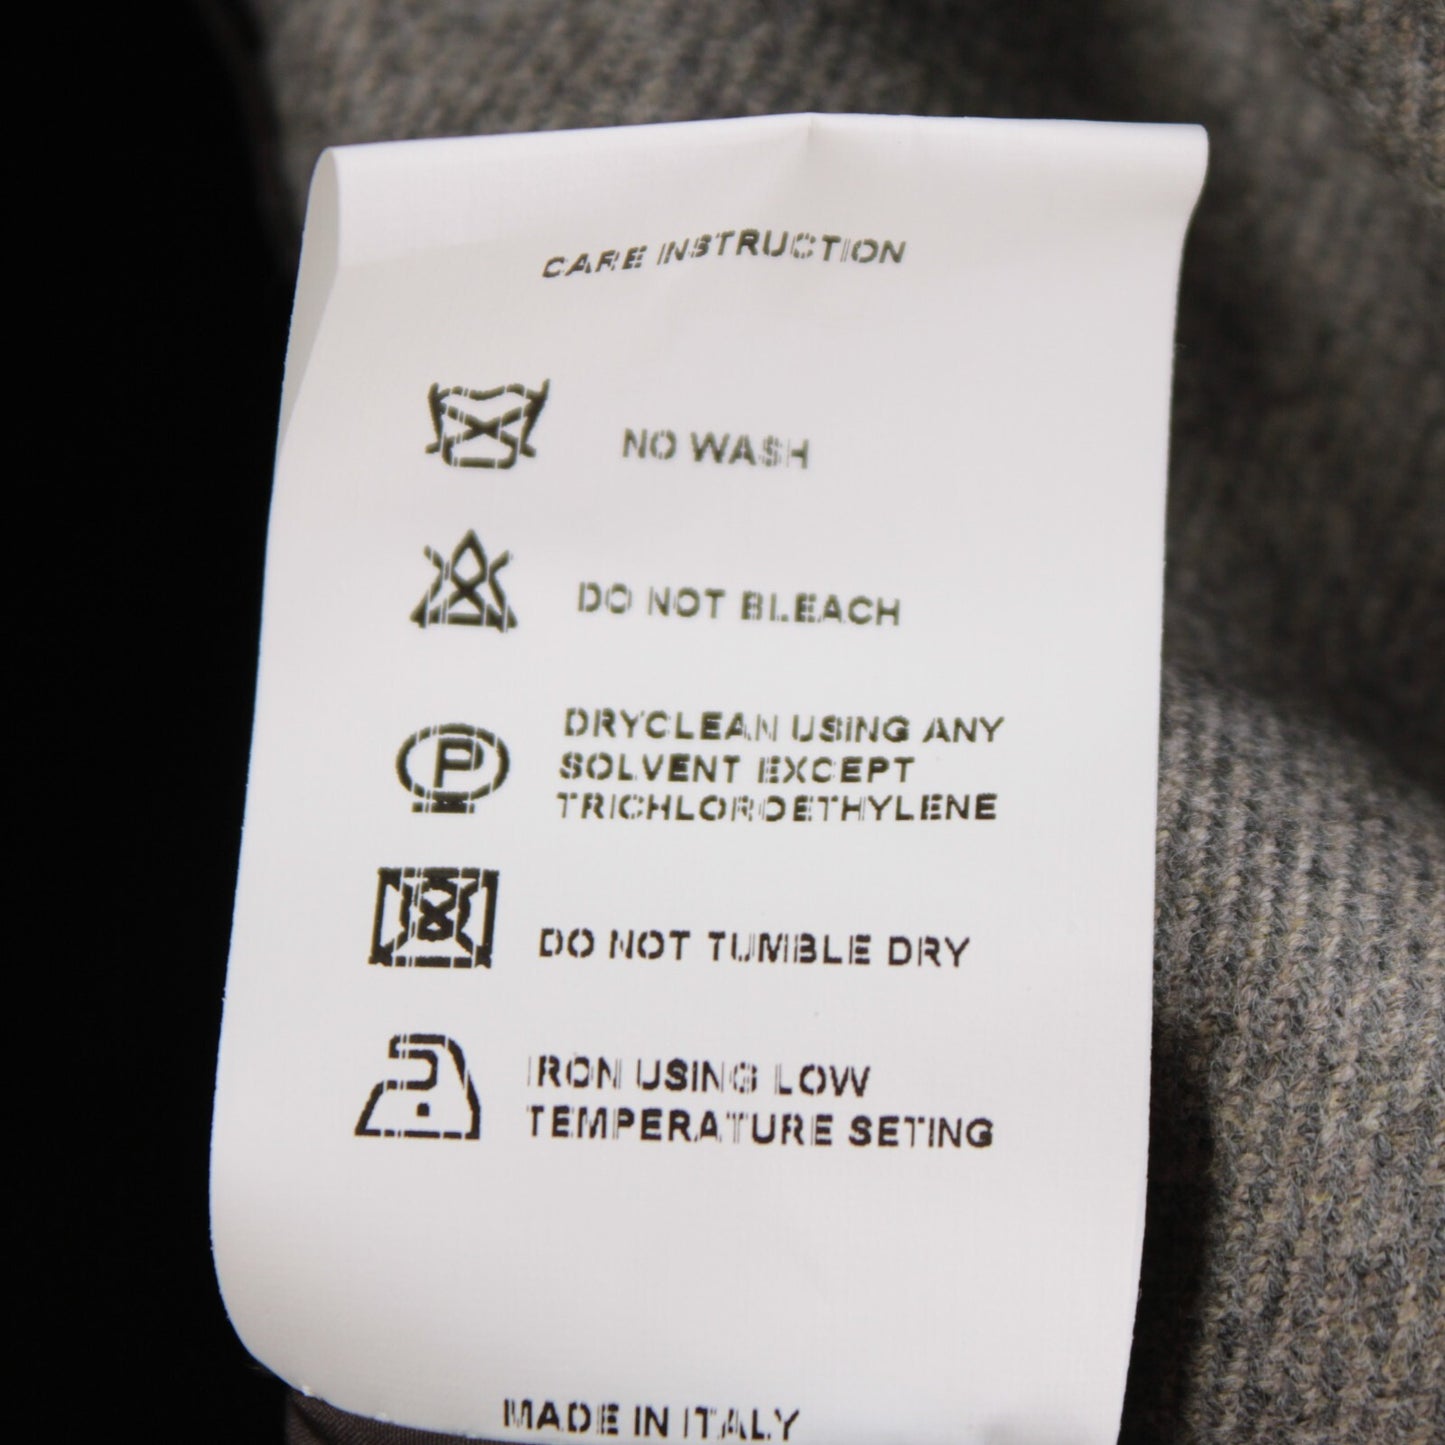 CARE INSTRUCTION
NO WASH
DO NOT BLEACH
P
DRYCLEAN USING ANY
SOLVENT EXCEPT
TRICHLOROETHYLENE
DO NOT TUMBLE DRY
IRON USING LOW
TEMPERATURE SETING
MADE IN ITALY